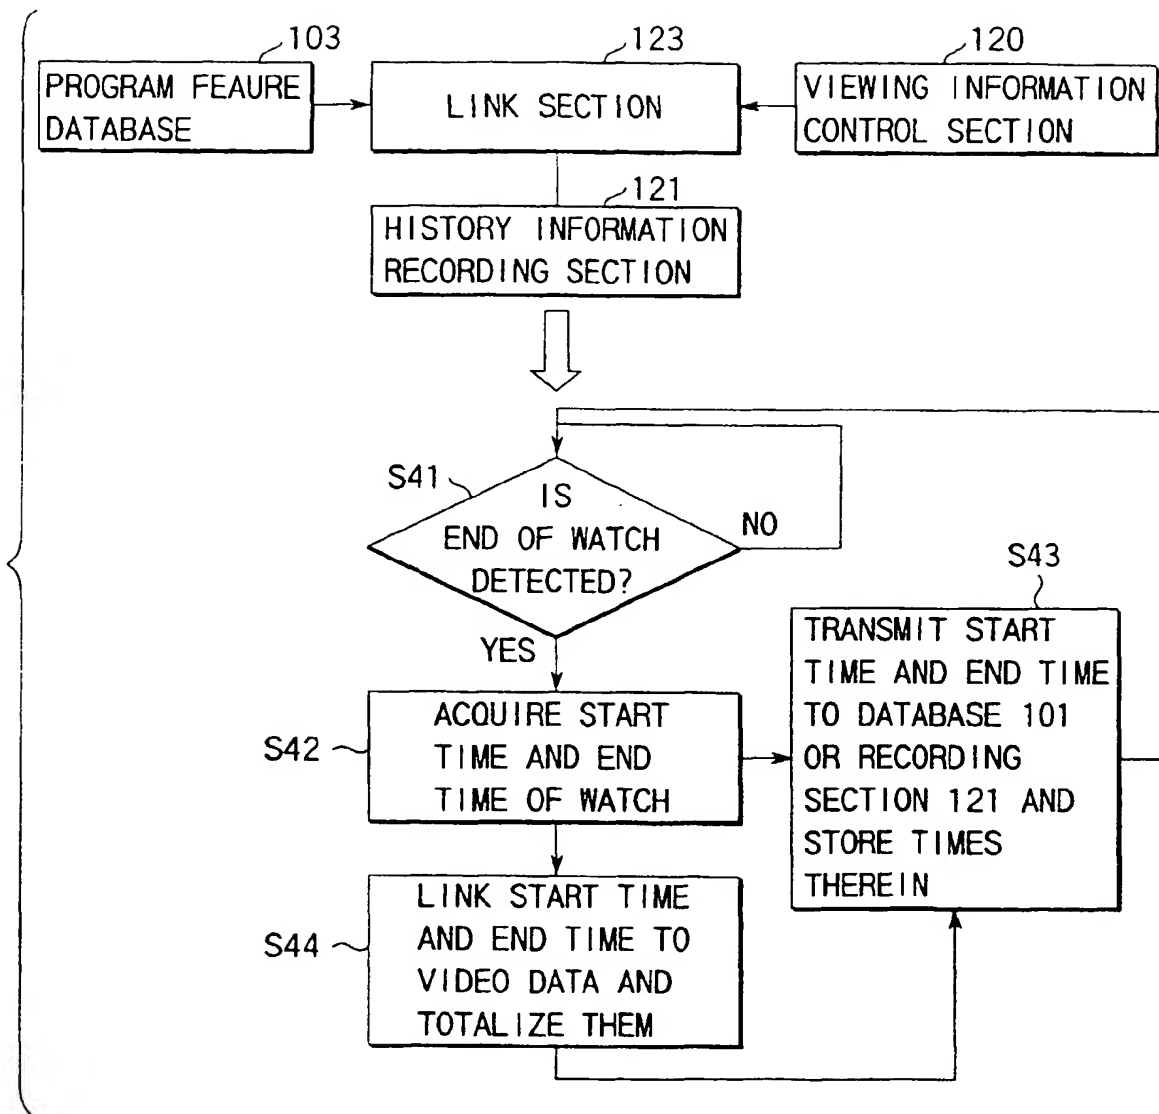 103
123
120
PROGRAM FEAURE
DATABASE
LINK SECTION
VIEWING INFORMATION
CONTROL SECTION
121
HISTORY INFORMATION
RECORDING SECTION
S41
IS
END OF WATCH
DETECTED?
NO
YES
S43
TRANSMIT START
TIME AND END TIME
TO DATABASE 101
OR RECORDING
SECTION 121 AND
STORE TIMES
THEREIN
S42
ACQUIRE START
TIME AND END
TIME OF WATCH
S44
LINK START TIME
AND END TIME TO
VIDEO DATA AND
TOTALIZE THEM